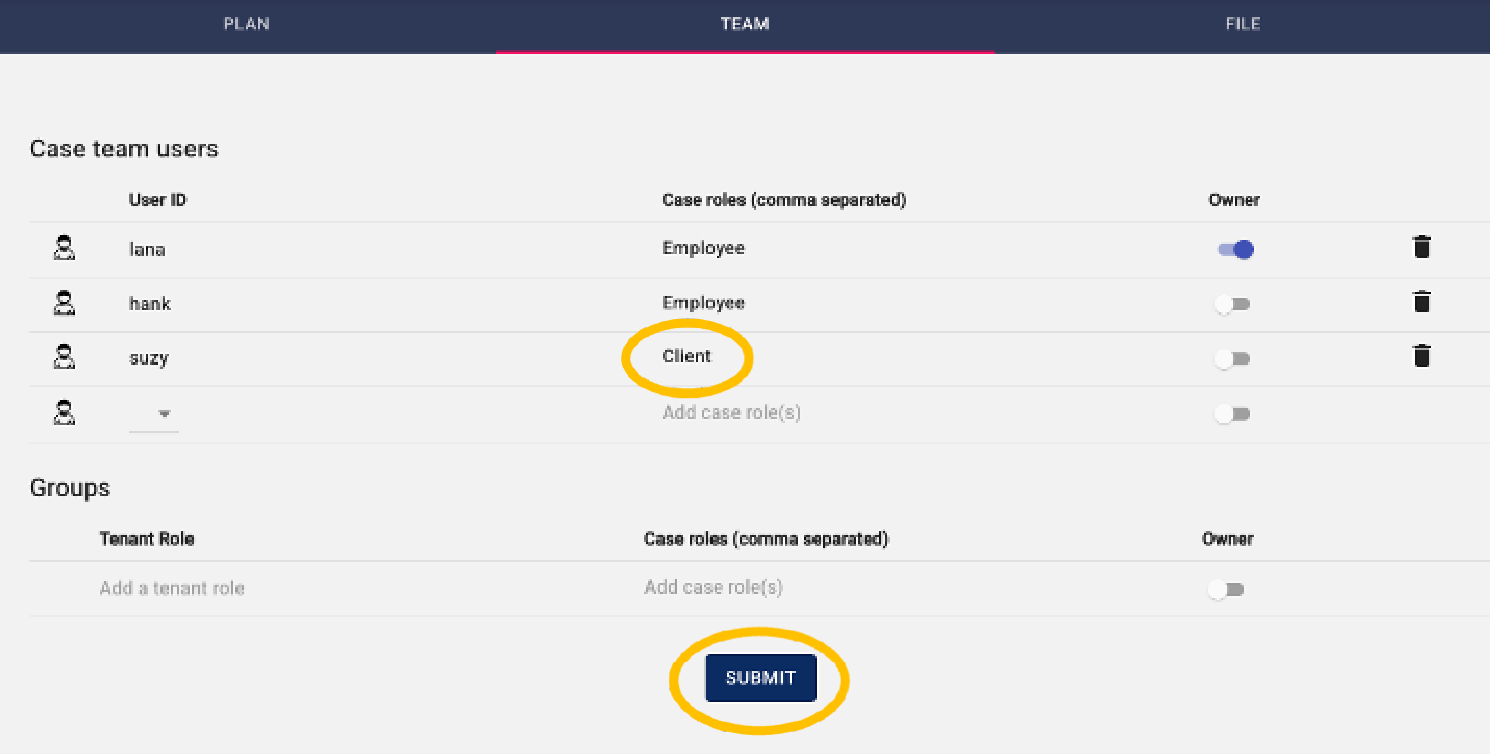 PLAN TEAM FILE
Case team users
User ID Case roles (comma separated) Owner
lana Employee
hank Employee
suzy Client
Add case role(s)
Groups
Tenant Role Case roles (comma separated) Owner
Add a tenant role Add case role(s)
SUBMIT